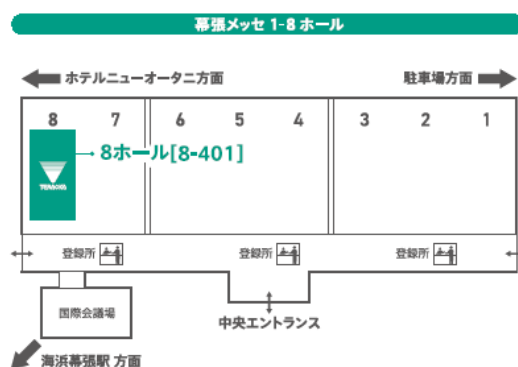 幕張メッセ 1-8 ホール
ホテルニューオータニ方面
駐車場方面
8 7 6 5 4 3 2 1
8ホール[8-401]
登録所 登録所 登録所
国際会議場
中央エントランス
海浜幕張駅 方面